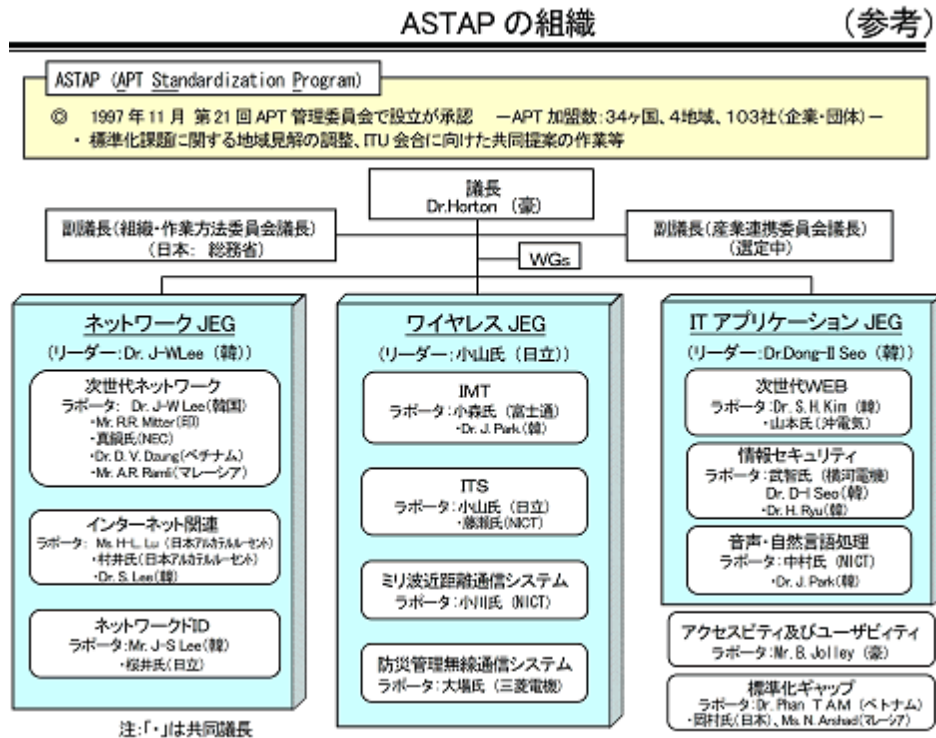 ASTAP の組織
(参考)
ASTAP (APT Standardization Program)
◎ 1997年11月 第21回 APT 管理委員会で設立が承認 －APT 加盟数:34ヶ国、4地域、103社(企業・団体)－
・ 標準化課題に関する地域見解の調整、ITU 会合に向けた共同提案の作業等
議長
Dr.Horton (豪)
副議長(組織・作業方法委員会議長)
(日本: 総務省)
副議長(産業連携委員会議長)
(選定中)
WGs
ネットワーク JEG
(リーダー:Dr. J-WLee (韓))
次世代ネットワーク
ラポータ: Dr. J-W Lee(韓国)
・Mr. R.R. Mitter(印)
・真鍋氏(NEC)
・Dr. D. V. Dzung(ベチナム)
・Mr. A.R. Ramli(マレーシア)
インターネット関連
ラポータ: Ms. H-L. Lu (日本アルカテルルーセント)
・村井氏(日本アルカテルルーセント)
・Dr. S. Lee(韓)
ネットワークドID
ラポータ:Mr. J-S Lee(韓)
・桜井氏(日立)
注:「・」は共同議長
ワイヤレス JEG
(リーダー:小山氏 (日立))
IMT
ラポータ:小森氏 (富士通)
・Dr. J. Park(韓)
ITS
ラポータ:小山氏 (日立)
・藤瀬氏(NICT)
ミリ波近距離通信システム
ラポータ:小川氏 (NICT)
防災管理無線通信システム
ラポータ:大場氏 (三菱電機)
IT アプリケーション JEG
(リーダー:Dr.Dong-Il Seo (韓))
次世代WEB
ラポータ:Dr. S. H. Kim (韓)
・山本氏(沖電気)
情報セキュリティ
ラポータ:武智氏 (横河電機)
Dr. D-I Seo(韓)
・Dr. H. Ryu(韓)
音声・自然言語処理
ラポータ:中村氏 (NICT)
・Dr. J. Park(韓)
アクセスビティ及びユーザビィティ
ラポータ:Mr. B. Jolley (豪)
標準化ギャップ
ラポータ:Dr. Phan TAM (ベトナム)
・岡村氏(日本)、Ms. N. Arshad(マレーシア)